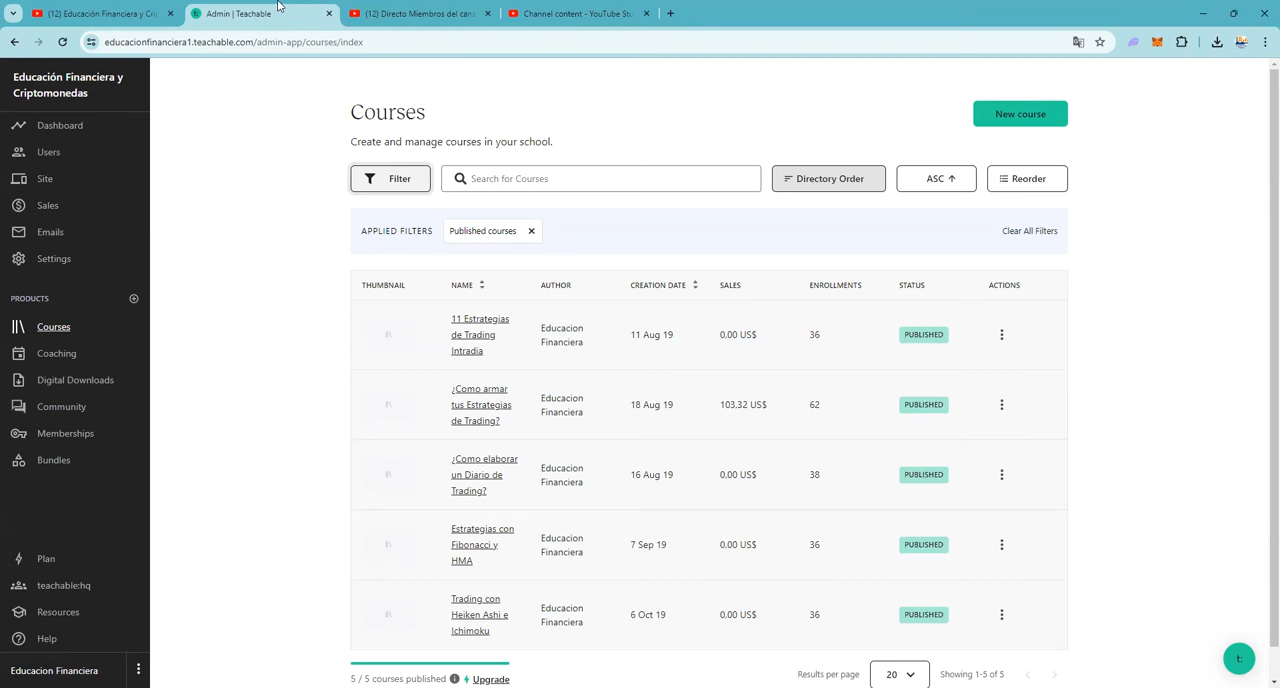 (12) Educación Financiera y Crip
Admin | Teachable
(12) Directo Miembros del cana
Channel content - YouTube Stu
educacionfinanciera1.teachable.com/admin-app/courses/index
Educación Financiera y
Criptomonedas
Dashboard
Users
Site
Sales
Emails
Settings
PRODUCTS
Courses
Coaching
Digital Downloads
Community
Memberships
Bundles
Plan
teachable:hq
Resources
Help
Educacion Financiera
Courses
New course
Create and manage courses in your school.
Filter
Search for Courses
Directory Order
ASC ↑
Reorder
APPLIED FILTERS
Published courses ×
Clear All Filters
THUMBNAIL NAME AUTHOR CREATION DATE SALES ENROLLMENTS STATUS ACTIONS
11 Estrategias
de Trading
Intradia
Educacion
Financiera
11 Aug 19
0,00 US$
36
PUBLISHED
¿Como armar
tus Estrategias
de Trading?
Educacion
Financiera
18 Aug 19
103,32 US$
62
PUBLISHED
¿Como elaborar
un Diario de
Trading?
Educacion
Financiera
16 Aug 19
0,00 US$
38
PUBLISHED
Estrategias con
Fibonacci y
HMA
Educacion
Financiera
7 Sep 19
0,00 US$
36
PUBLISHED
Trading con
Heiken Ashi e
Ichimoku
Educacion
Financiera
6 Oct 19
0,00 US$
36
PUBLISHED
5 / 5 courses published
Upgrade
Results per page
20
Showing 1-5 of 5
t: